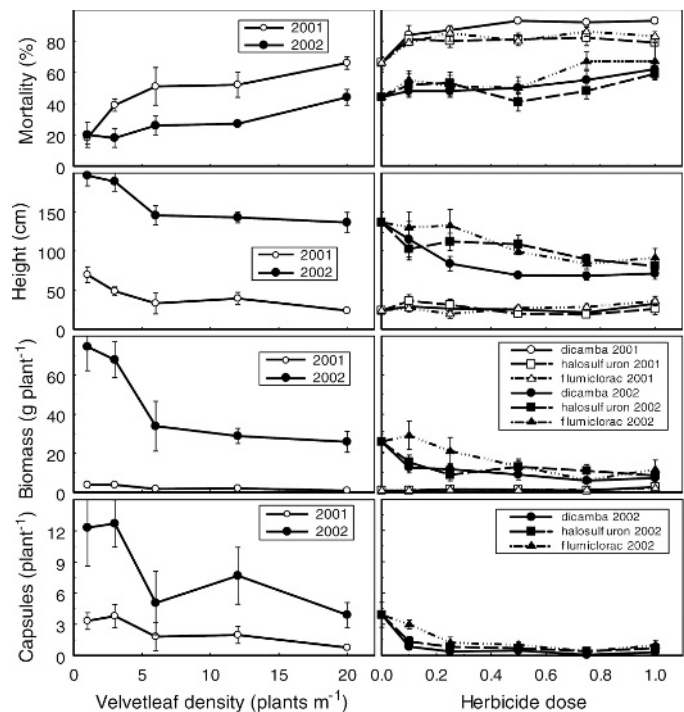 Mortality (%)
80
60
40
20
0
2001
2002
Height (cm)
150
100
50
0
2001
2002
Biomass (g plant-1)
60
40
20
0
2001
2002
dicamba 2001
halosulfuron 2001
flumiclorac 2001
dicamba 2002
halosulfuron 2002
flumiclorac 2002
Capsules (plant-1)
12
9
6
3
0
2001
2002
dicamba 2002
halosulfuron 2002
flumiclorac 2002
0 5 10 15 20
0.0 0.2 0.4 0.6 0.8 1.0
Velvetleaf density (plants m-1)
Herbicide dose